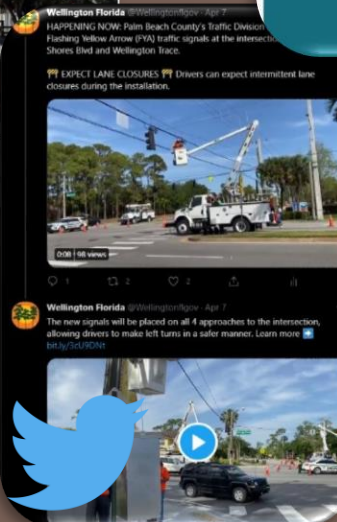 Wellington Florida @Wellingtonflgov · Apr 7
HAPPENING NOW: Palm Beach County's Traffic Division
Flashing Yellow Arrow (FYA) traffic signals at the intersection
Shores Blvd and Wellington Trace.
🚧 EXPECT LANE CLOSURES 🚧 Drivers can expect intermittent lane
closures during the installation.
0:08 98 views
1 2 2
Wellington Florida @Wellingtonflgov · Apr 7
The new signals will be placed on all 4 approaches to the intersection,
allowing drivers to make left turns in a safer manner. Learn more ➡
bit.ly/3cU9DNt